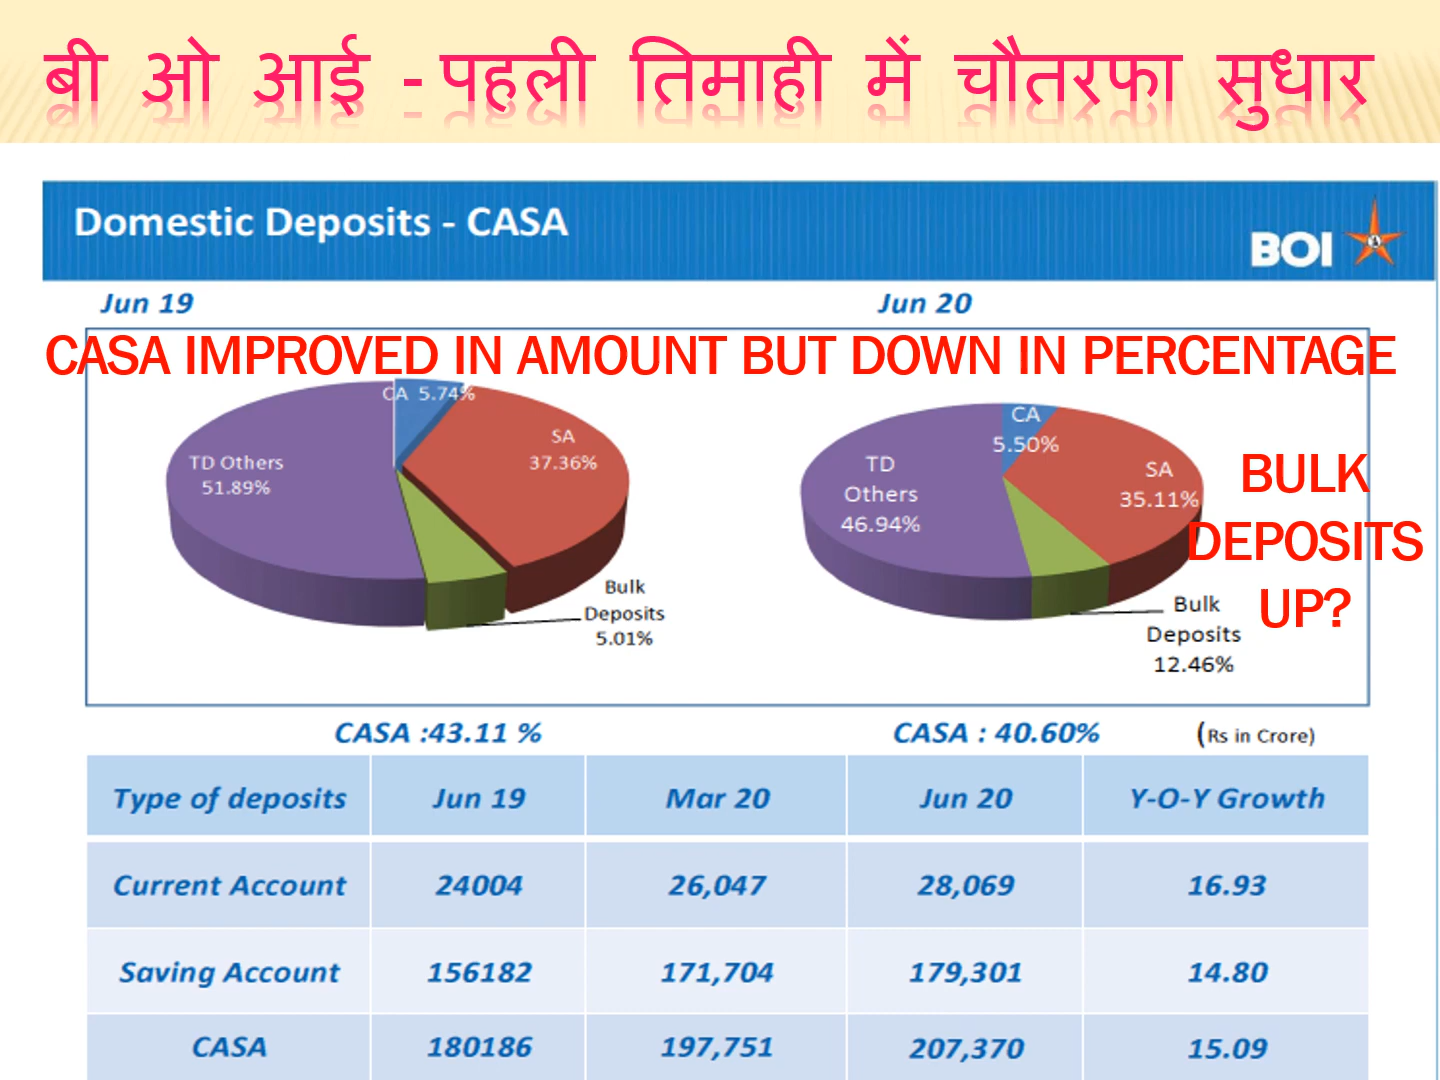 बी ओ आई - पहली तिमाही में चौतरफा सुधार
Domestic Deposits - CASA
BOI
Jun 19
Jun 20
CASA IMPROVED IN AMOUNT BUT DOWN IN PERCENTAGE
CA 5.74%
SA
37.36%
TD Others
51.89%
Bulk
Deposits
5.01%
CA
5.50%
SA
35.11%
TD
Others
46.94%
Bulk
Deposits
12.46%
BULK
DEPOSITS
UP?
CASA :43.11 %
CASA : 40.60%
(Rs in Crore)
Type of deposits Jun 19 Mar 20 Jun 20 Y-O-Y Growth
Current Account 24004 26,047 28,069 16.93
Saving Account 156182 171,704 179,301 14.80
CASA 180186 197,751 207,370 15.09